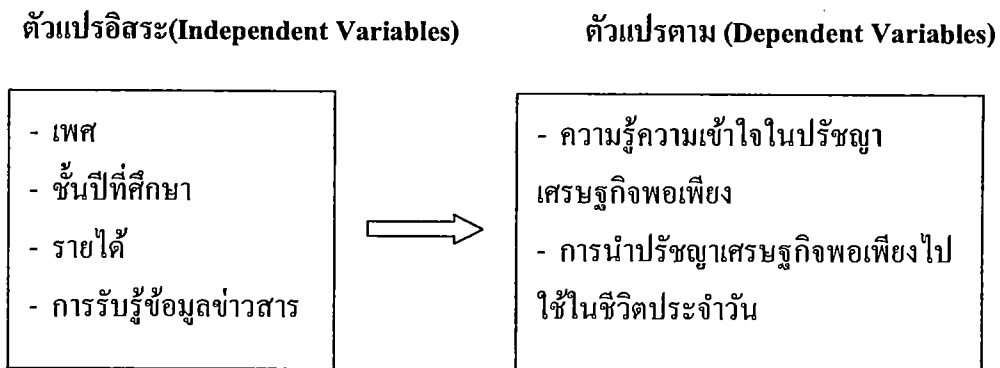 ตัวแปรอิสระ(Independent Variables)
ตัวแปรตาม (Dependent Variables)
- เพศ
- ชั้นปีที่ศึกษา
- รายได้
- การรับรู้ข้อมูลข่าวสาร
- ความรู้ความเข้าใจในปรัชญา
เศรษฐกิจพอเพียง
- การนำปรัชญาเศรษฐกิจพอเพียงไป
ใช้ในชีวิตประจำวัน